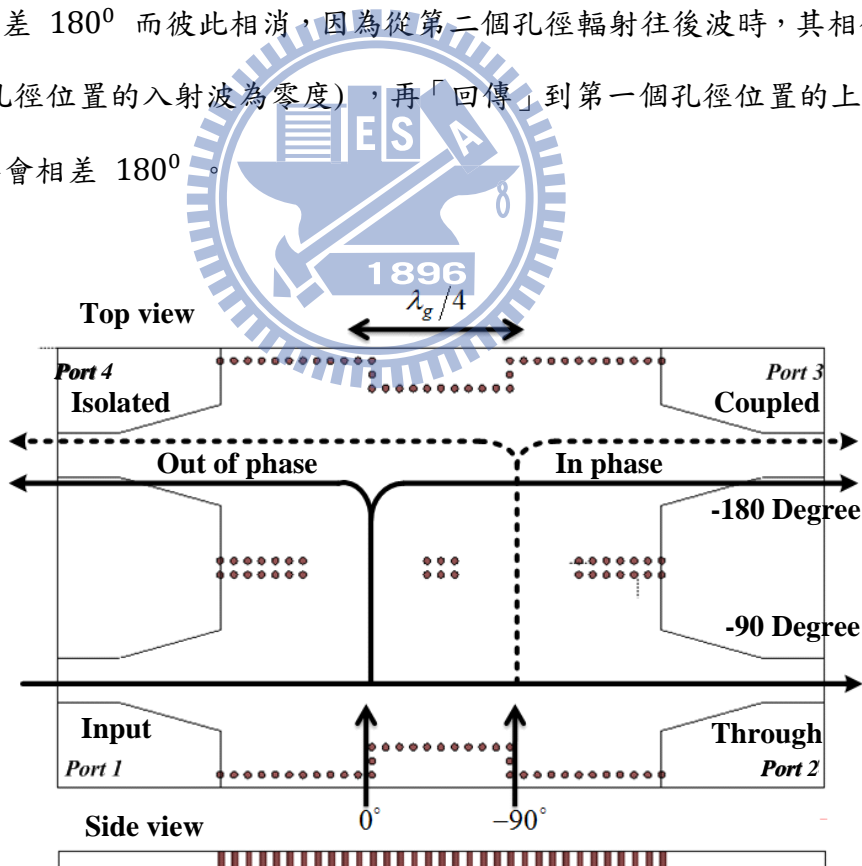 差 180⁰ 而彼此相消，因為從第二個孔徑輻射往後波時，其相
孔徑位置的入射波為零度)，再「回傳」到第一個孔徑位置的上
會相差 180⁰ 。
E S A
1896
λg/4
Top view
Port 4
Port 3
Isolated
Coupled
Out of phase
In phase
-180 Degree
-90 Degree
Input
Through
Port 1
Port 2
0°
−90°
Side view